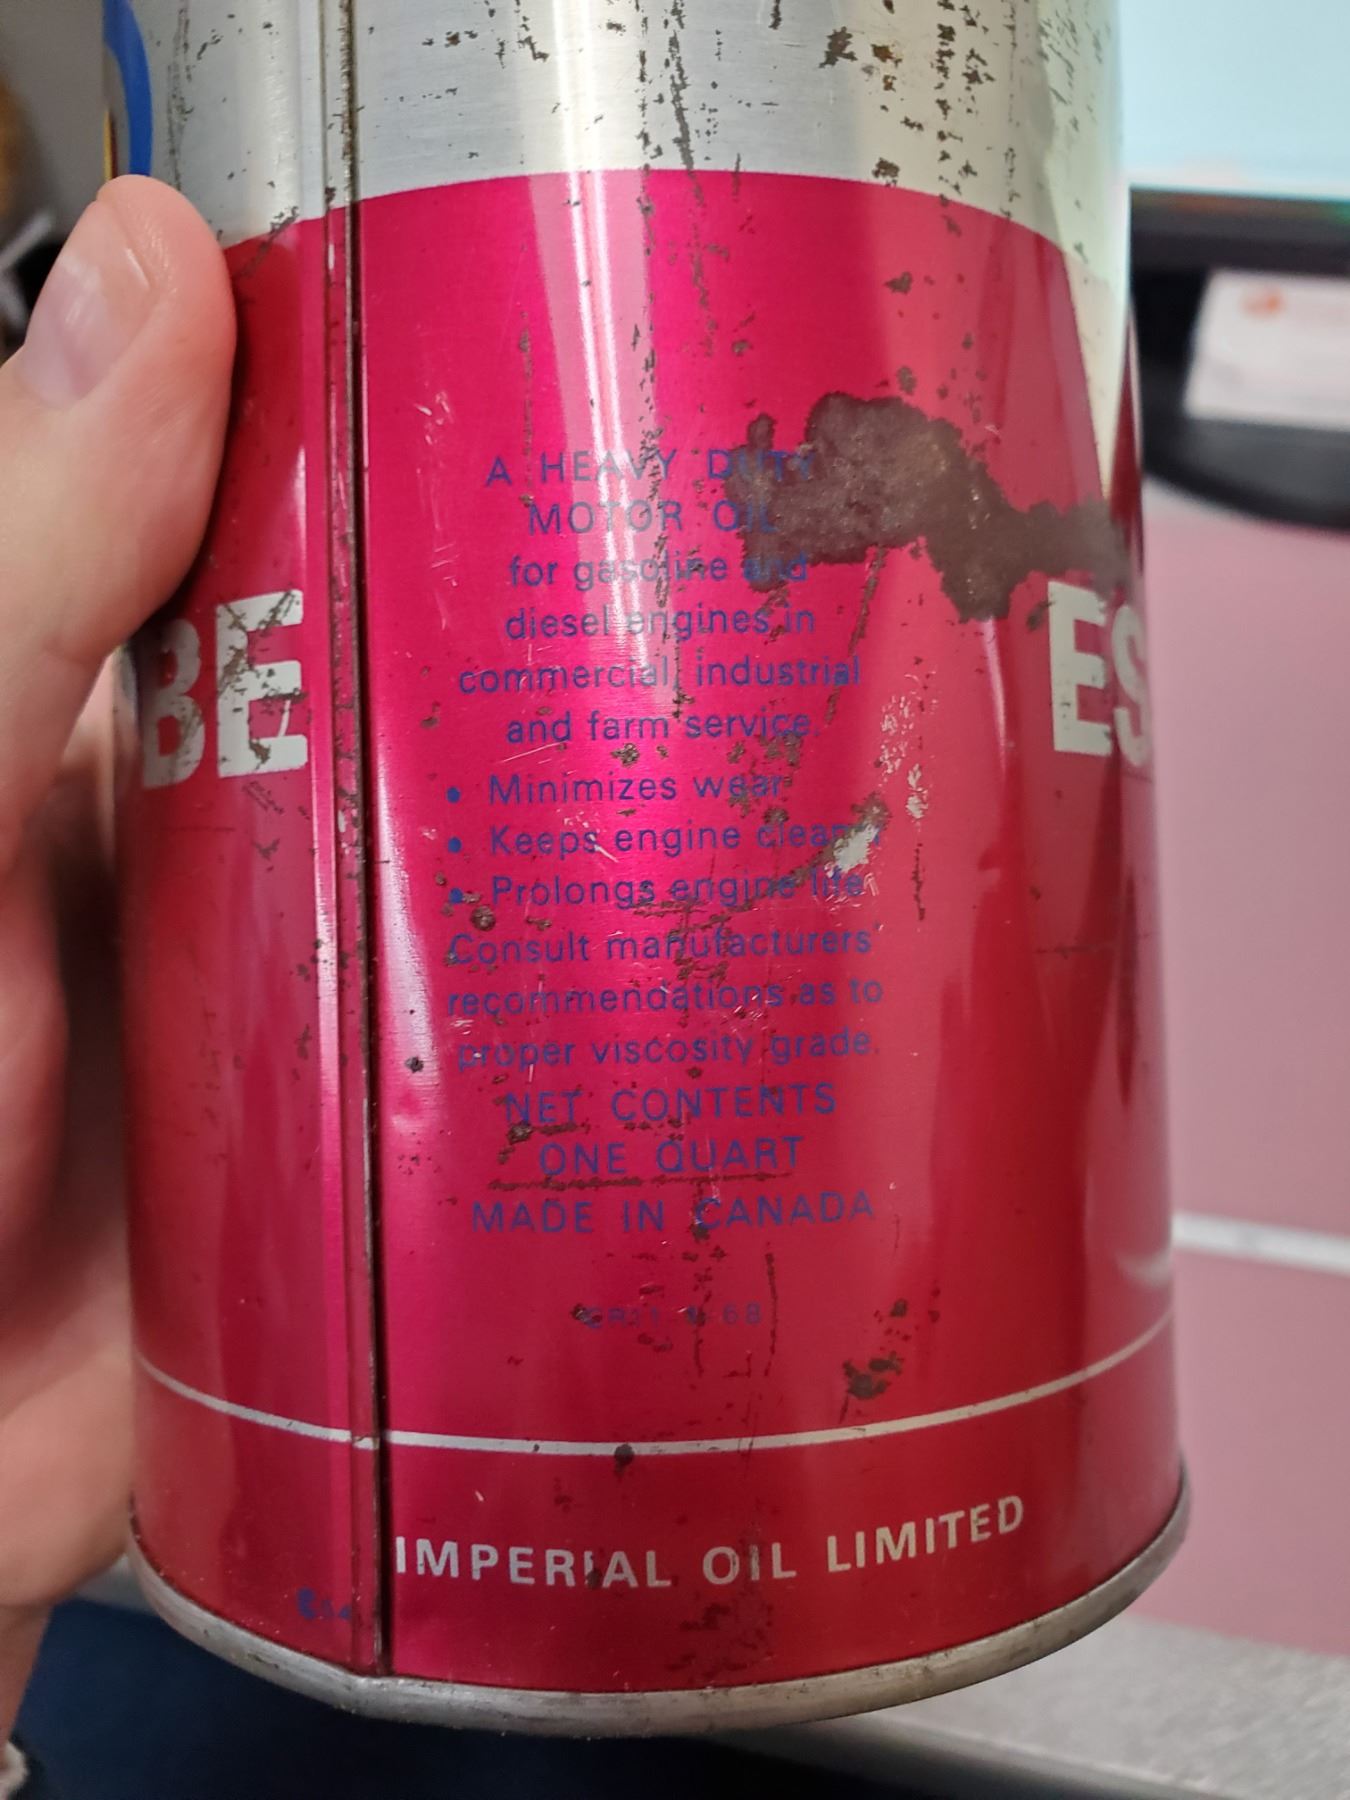 A HEAVY DUTY
MOTOR OIL
for gasoline and
diesel engines in
commercial, industrial
and farm service.
• Minimizes wear
• Keeps engine cleaner
• Prolongs engine life
Consult manufacturers'
recommendations as to
proper viscosity grade.
NET CONTENTS
ONE QUART
MADE IN CANADA
BE
ES
IMPERIAL OIL LIMITED